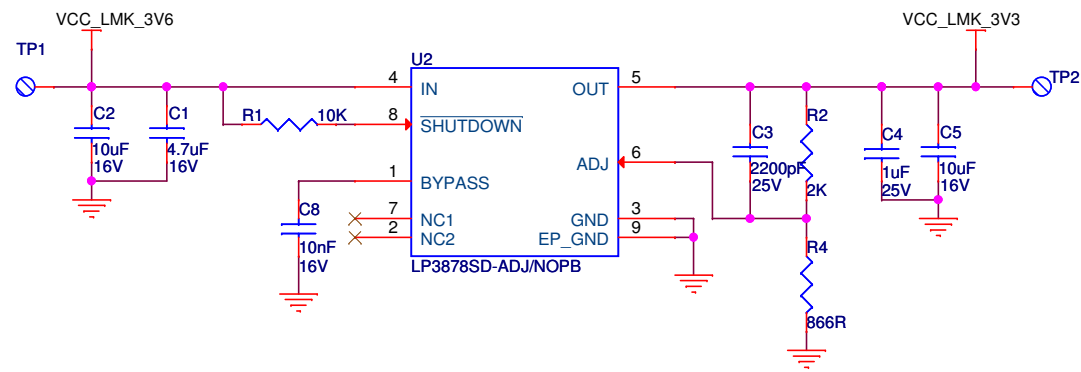 VCC_LMK_3V6
VCC_LMK_3V3
TP1
U2
TP2
4
IN
OUT
5
C2
10uF
16V
C1
4.7uF
16V
R1
10K
8
SHUTDOWN
C3
2200pF
25V
R2
2K
C4
1uF
25V
C5
10uF
16V
ADJ
6
1
BYPASS
C8
10nF
16V
7
NC1
2
NC2
GND
3
EP_GND
9
LP3878SD-ADJ/NOPB
R4
866R